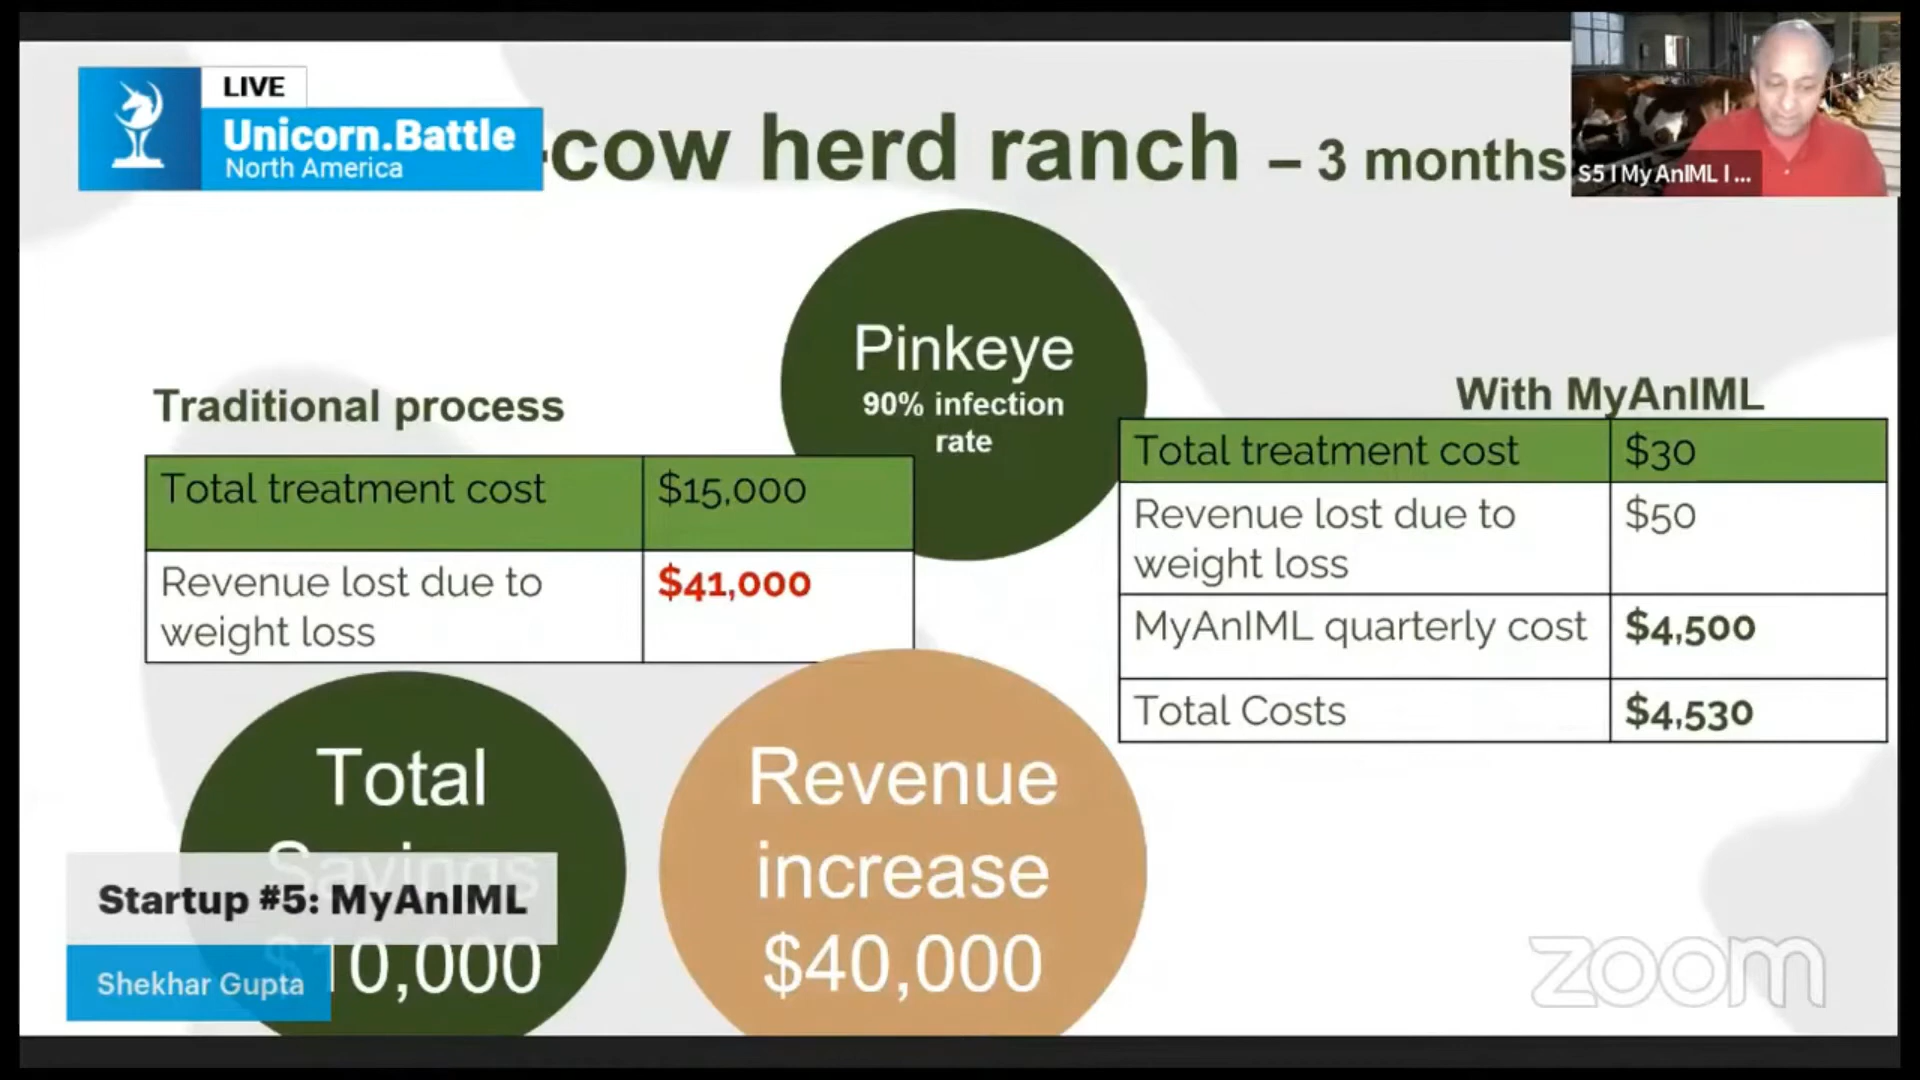 LIVE
Unicorn.Battle
North America
-cow herd ranch – 3 months
S5 I My AnIML I ...
Pinkeye
90% infection
rate
Traditional process
Total treatment cost $15,000
Revenue lost due to $41,000
weight loss
With MyAnIML
Total treatment cost $30
Revenue lost due to $50
weight loss
MyAnIML quarterly cost $4,500
Total Costs $4,530
Total
Savings
$10,000
Revenue
increase
$40,000
Startup #5: MyAnIML
Shekhar Gupta
zoom